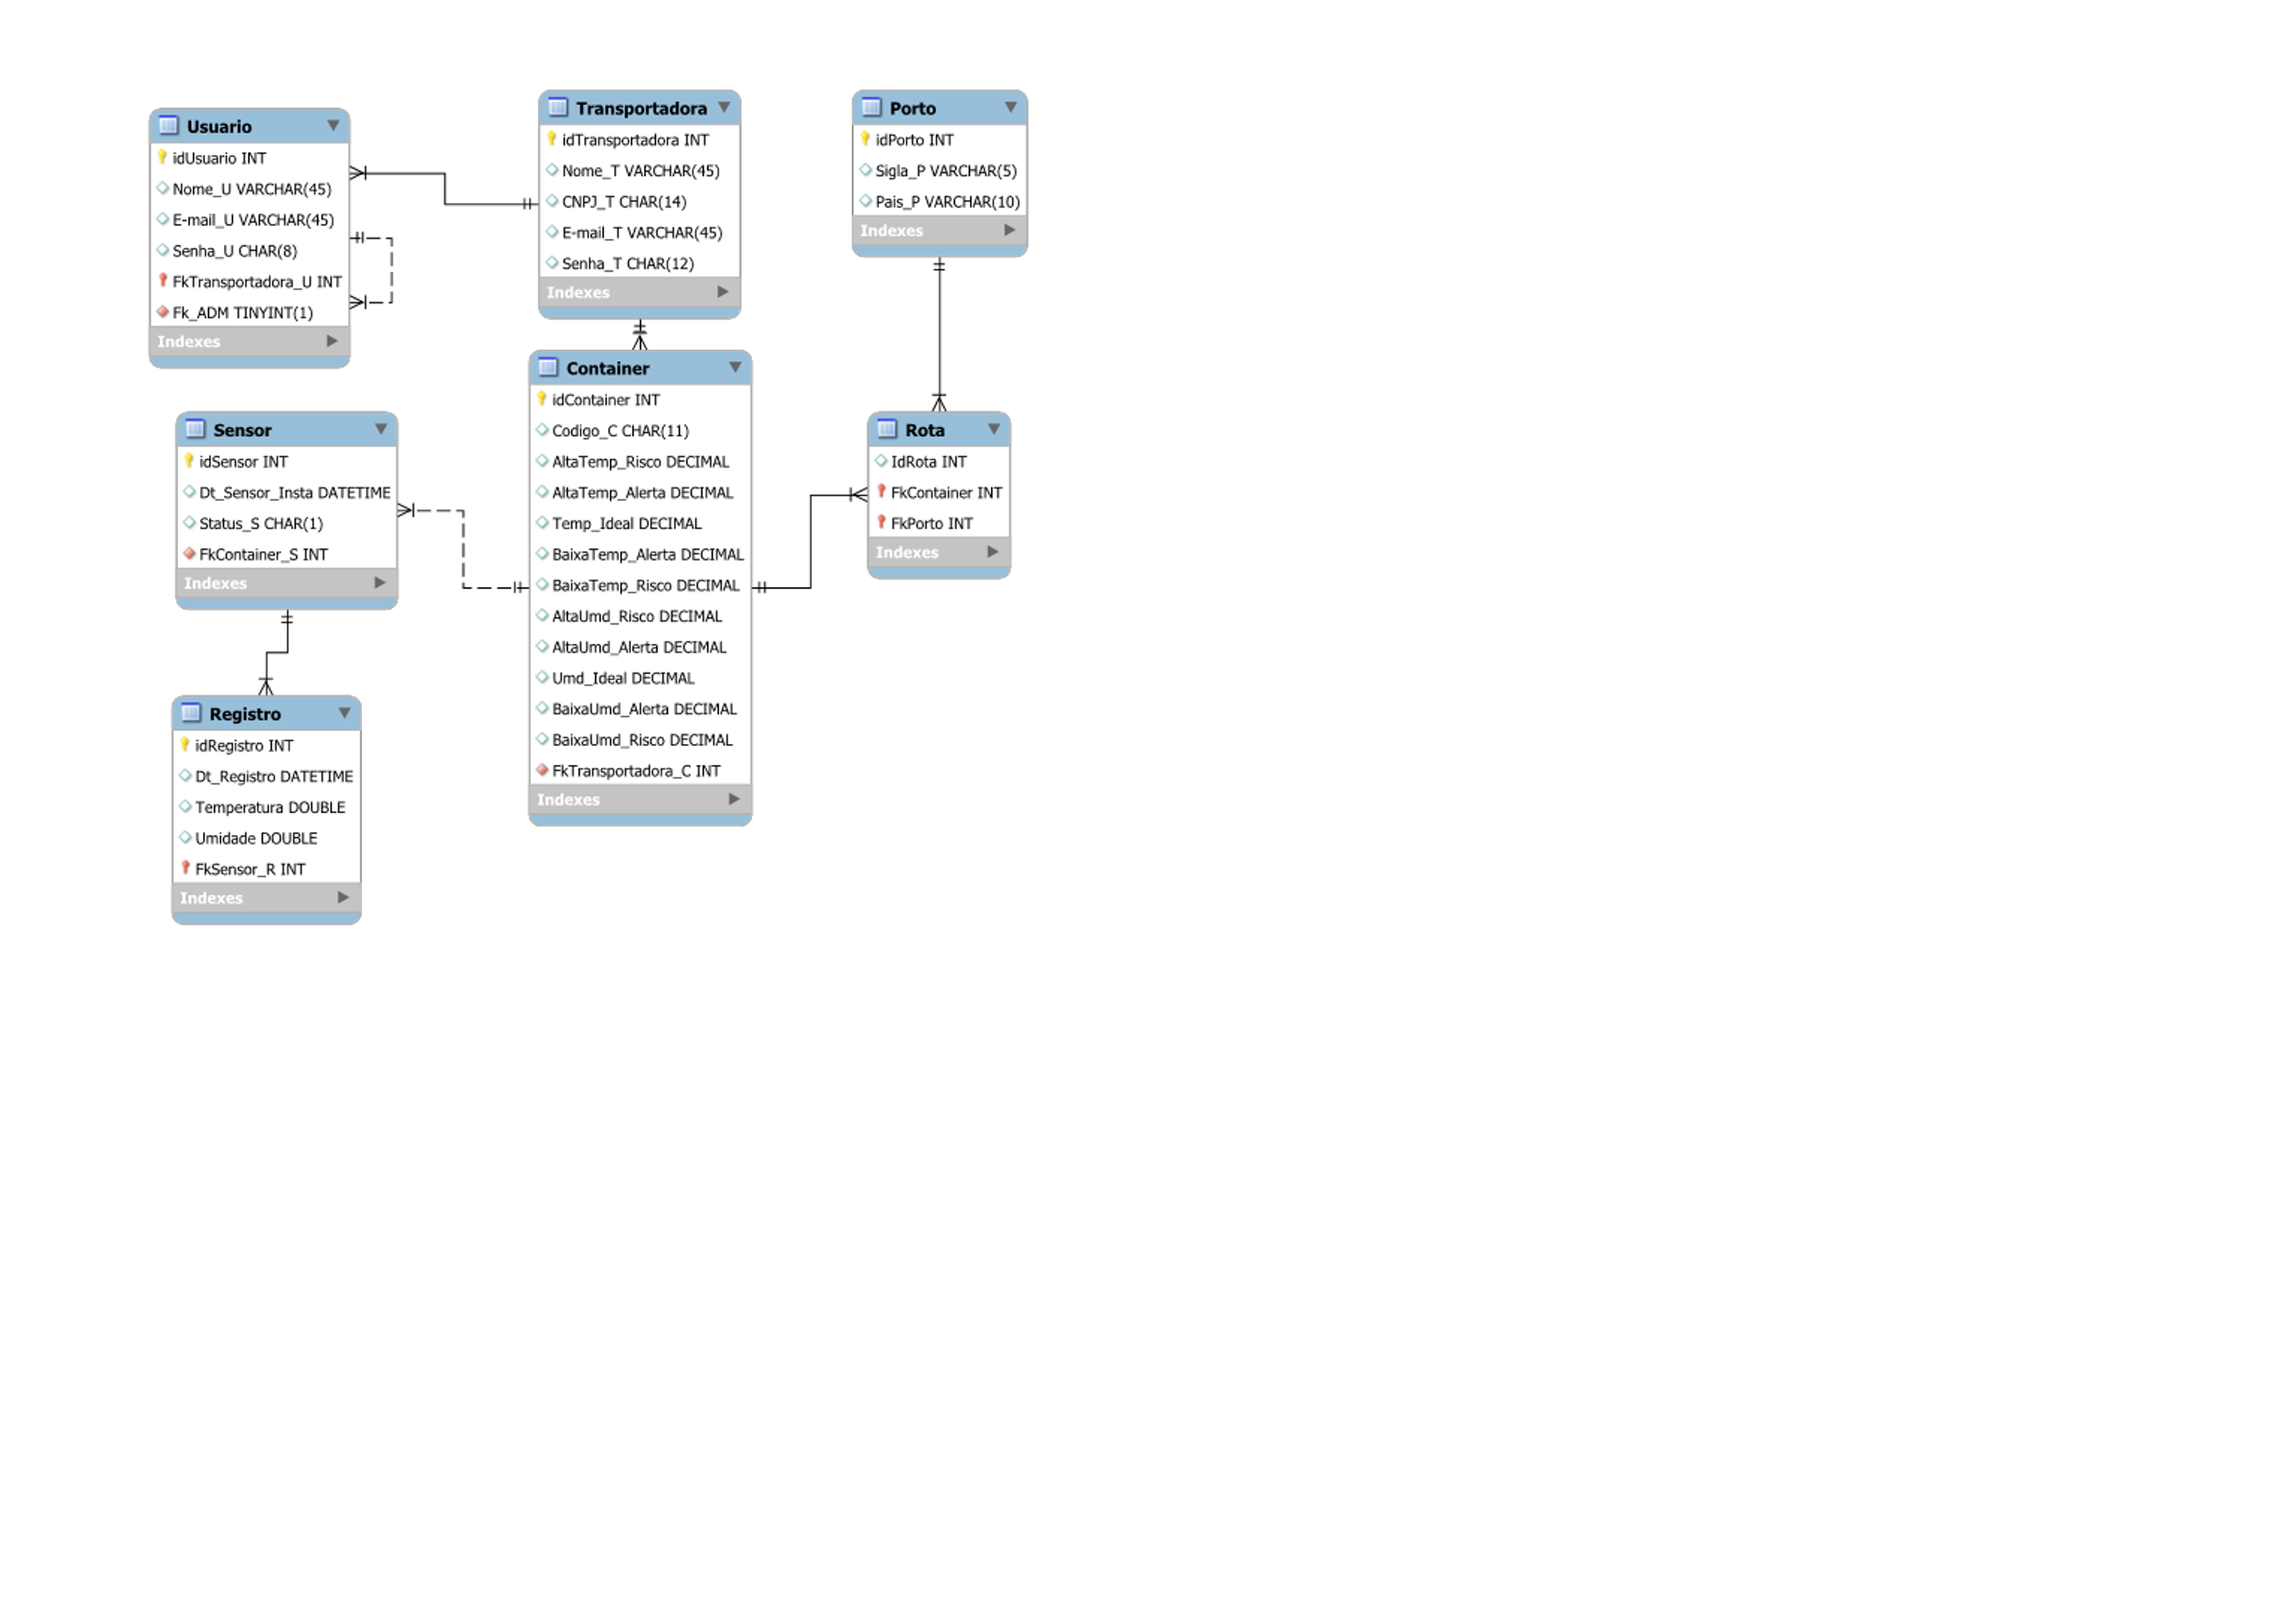 Usuario
idUsuario INT
Nome_U VARCHAR(45)
E-mail_U VARCHAR(45)
Senha_U CHAR(8)
FkTransportadora_U INT
Fk_ADM TINYINT(1)
Indexes
Transportadora
idTransportadora INT
Nome_T VARCHAR(45)
CNPJ_T CHAR(14)
E-mail_T VARCHAR(45)
Senha_T CHAR(12)
Indexes
Porto
idPorto INT
Sigla_P VARCHAR(5)
Pais_P VARCHAR(10)
Indexes
Sensor
idSensor INT
Dt_Sensor_Insta DATETIME
Status_S CHAR(1)
FkContainer_S INT
Indexes
Container
idContainer INT
Codigo_C CHAR(11)
AltaTemp_Risco DECIMAL
AltaTemp_Alerta DECIMAL
Temp_Ideal DECIMAL
BaixaTemp_Alerta DECIMAL
BaixaTemp_Risco DECIMAL
AltaUmd_Risco DECIMAL
AltaUmd_Alerta DECIMAL
Umd_Ideal DECIMAL
BaixaUmd_Alerta DECIMAL
BaixaUmd_Risco DECIMAL
FkTransportadora_C INT
Indexes
Rota
IdRota INT
FkContainer INT
FkPorto INT
Indexes
Registro
idRegistro INT
Dt_Registro DATETIME
Temperatura DOUBLE
Umidade DOUBLE
FkSensor_R INT
Indexes